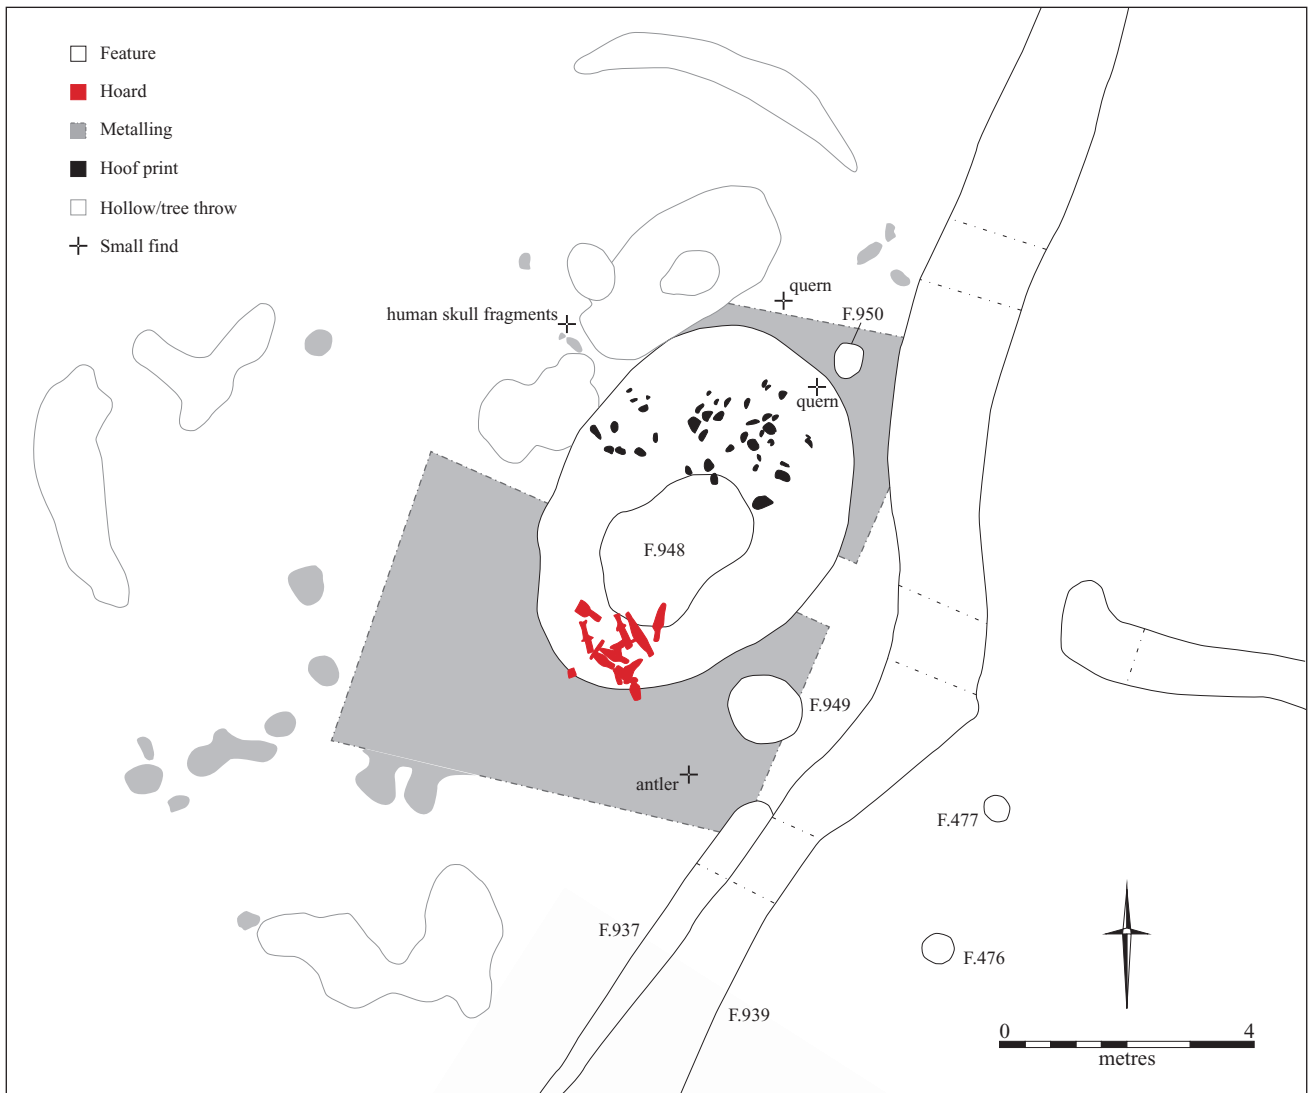 Feature
Hoard
Metalling
Hoof print
Hollow/tree throw
Small find
quern
human skull fragments
F.950
quern
F.948
F.949
antler
F.477
F.937
F.476
F.939
0 4
metres